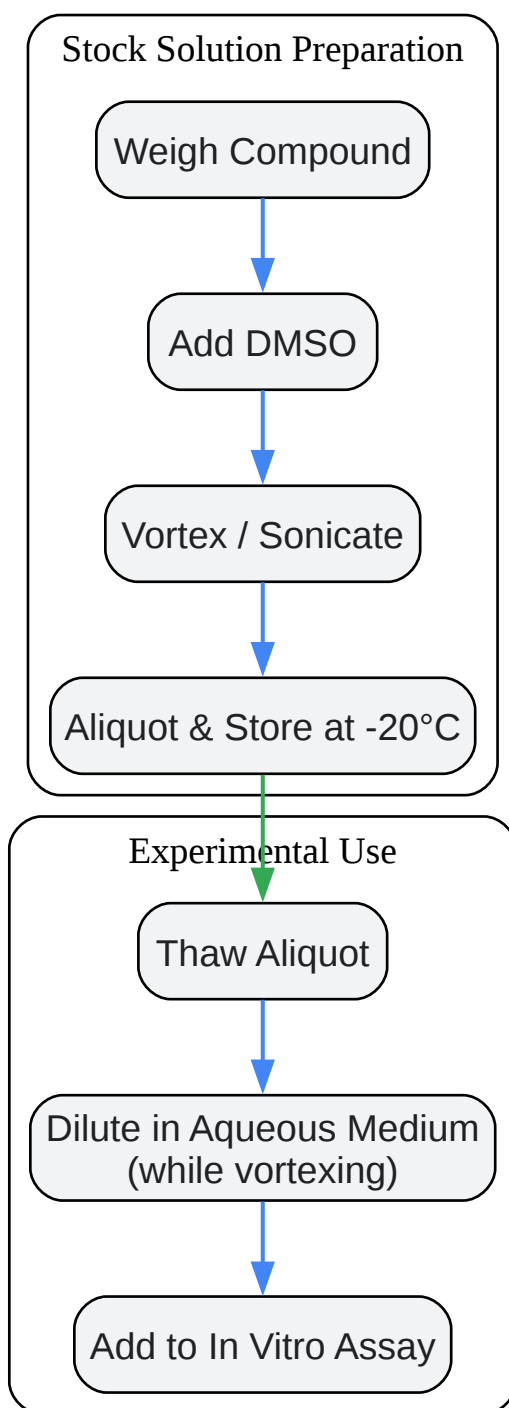 Stock Solution Preparation
Weigh Compound
Add DMSO
Vortex / Sonicate
Aliquot & Store at -20°C
Experimental Use
Thaw Aliquot
Dilute in Aqueous Medium
(while vortexing)
Add to In Vitro Assay